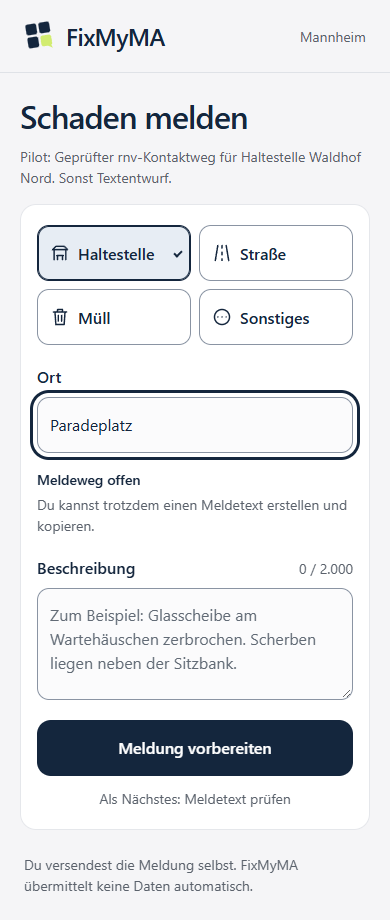 FixMyMA
Mannheim
Schaden melden
Pilot: Geprüfter rnv-Kontaktweg für Haltestelle Waldhof
Nord. Sonst Textentwurf.
Haltestelle
Straße
Müll
Sonstiges
Ort
Paradeplatz
Meldeweg offen
Du kannst trotzdem einen Meldetext erstellen und
kopieren.
Beschreibung
0 / 2.000
Zum Beispiel: Glasscheibe am
Wartehäuschen zerbrochen. Scherben
liegen neben der Sitzbank.
Meldung vorbereiten
Als Nächstes: Meldetext prüfen
Du versendest die Meldung selbst. FixMyMA
übermittelt keine Daten automatisch.